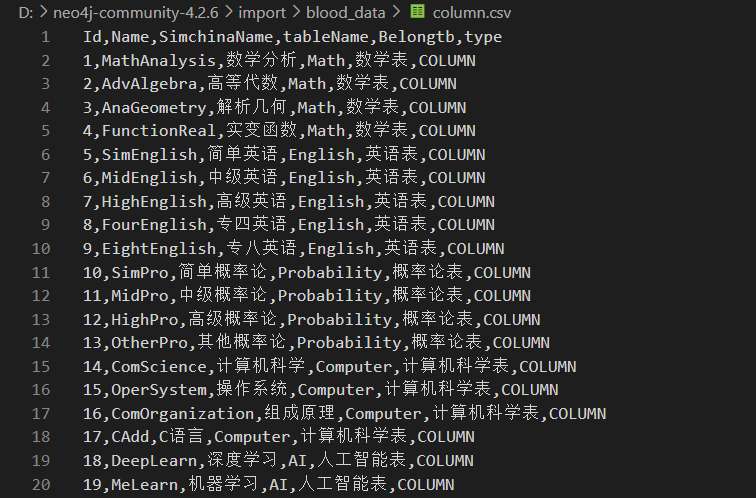 D: > neo4j-community-4.2.6 > import > blood_data > column.csv
1 Id,Name,SimchinaName,tableName,Belongtb,type
2 1,MathAnalysis,数学分析,Math,数学表,COLUMN
3 2,AdvAlgebra,高等代数,Math,数学表,COLUMN
4 3,AnaGeometry,解析几何,Math,数学表,COLUMN
5 4,FunctionReal,实变函数,Math,数学表,COLUMN
6 5,SimEnglish,简单英语,English,英语表,COLUMN
7 6,MidEnglish,中级英语,English,英语表,COLUMN
8 7,HighEnglish,高级英语,English,英语表,COLUMN
9 8,FourEnglish,专四英语,English,英语表,COLUMN
10 9,EightEnglish,专八英语,English,英语表,COLUMN
11 10,SimPro,简单概率论,Probability,概率论表,COLUMN
12 11,MidPro,中级概率论,Probability,概率论表,COLUMN
13 12,HighPro,高级概率论,Probability,概率论表,COLUMN
14 13,OtherPro,其他概率论,Probability,概率论表,COLUMN
15 14,ComScience,计算机科学,Computer,计算机科学表,COLUMN
16 15,OperSystem,操作系统,Computer,计算机科学表,COLUMN
17 16,ComOrganization,组成原理,Computer,计算机科学表,COLUMN
18 17,CAdd,C语言,Computer,计算机科学表,COLUMN
19 18,DeepLearn,深度学习,AI,人工智能表,COLUMN
20 19,MeLearn,机器学习,AI,人工智能表,COLUMN